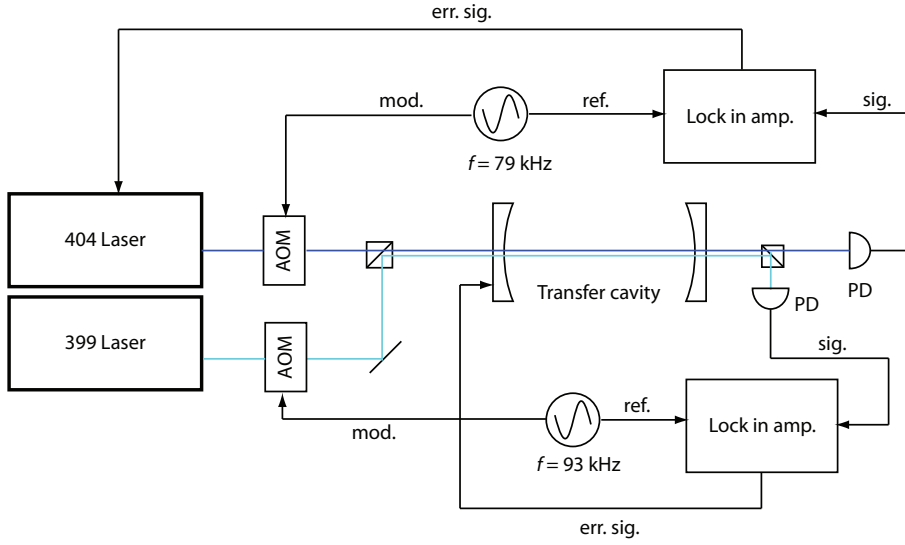 err. sig.
mod.
ref.
Lock in amp.
sig.
f = 79 kHz
404 Laser
AOM
Transfer cavity
PD
PD
399 Laser
AOM
sig.
mod.
ref.
Lock in amp.
f = 93 kHz
err. sig.